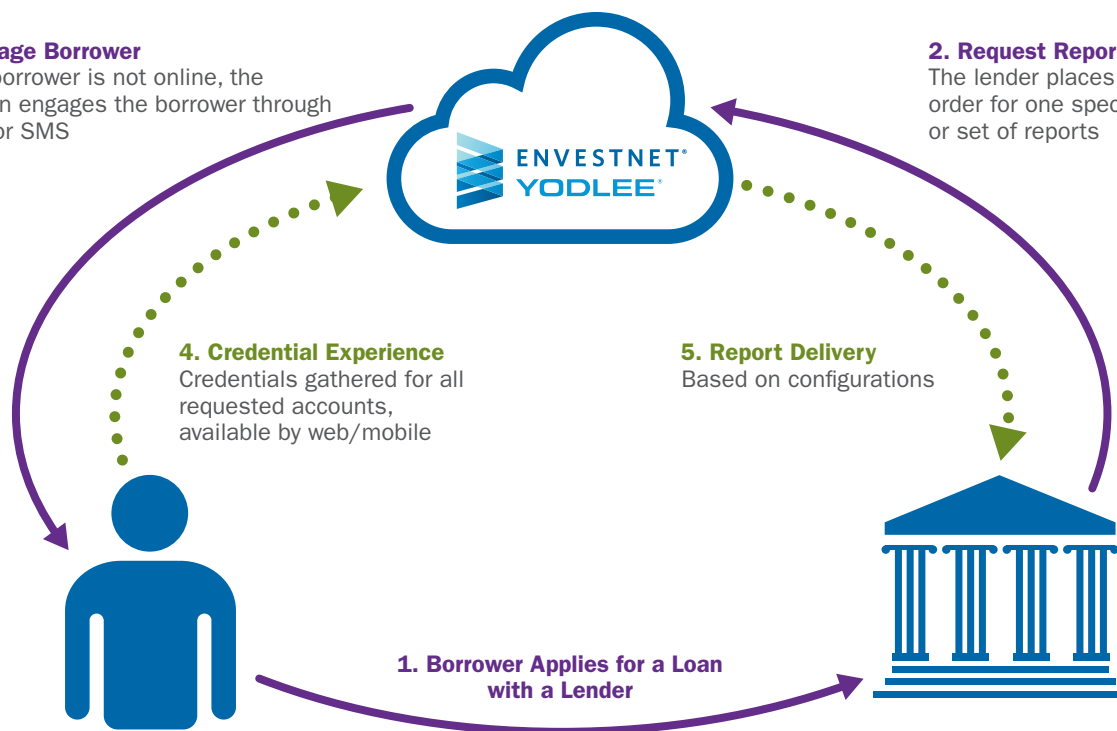 age Borrower
orrower is not online, the
n engages the borrower through
or SMS
2. Request Repor
The lender places
order for one spec
or set of reports
ENVESTNET®
YODLEE®
4. Credential Experience
Credentials gathered for all
requested accounts,
available by web/mobile
5. Report Delivery
Based on configurations
1. Borrower Applies for a Loan
with a Lender